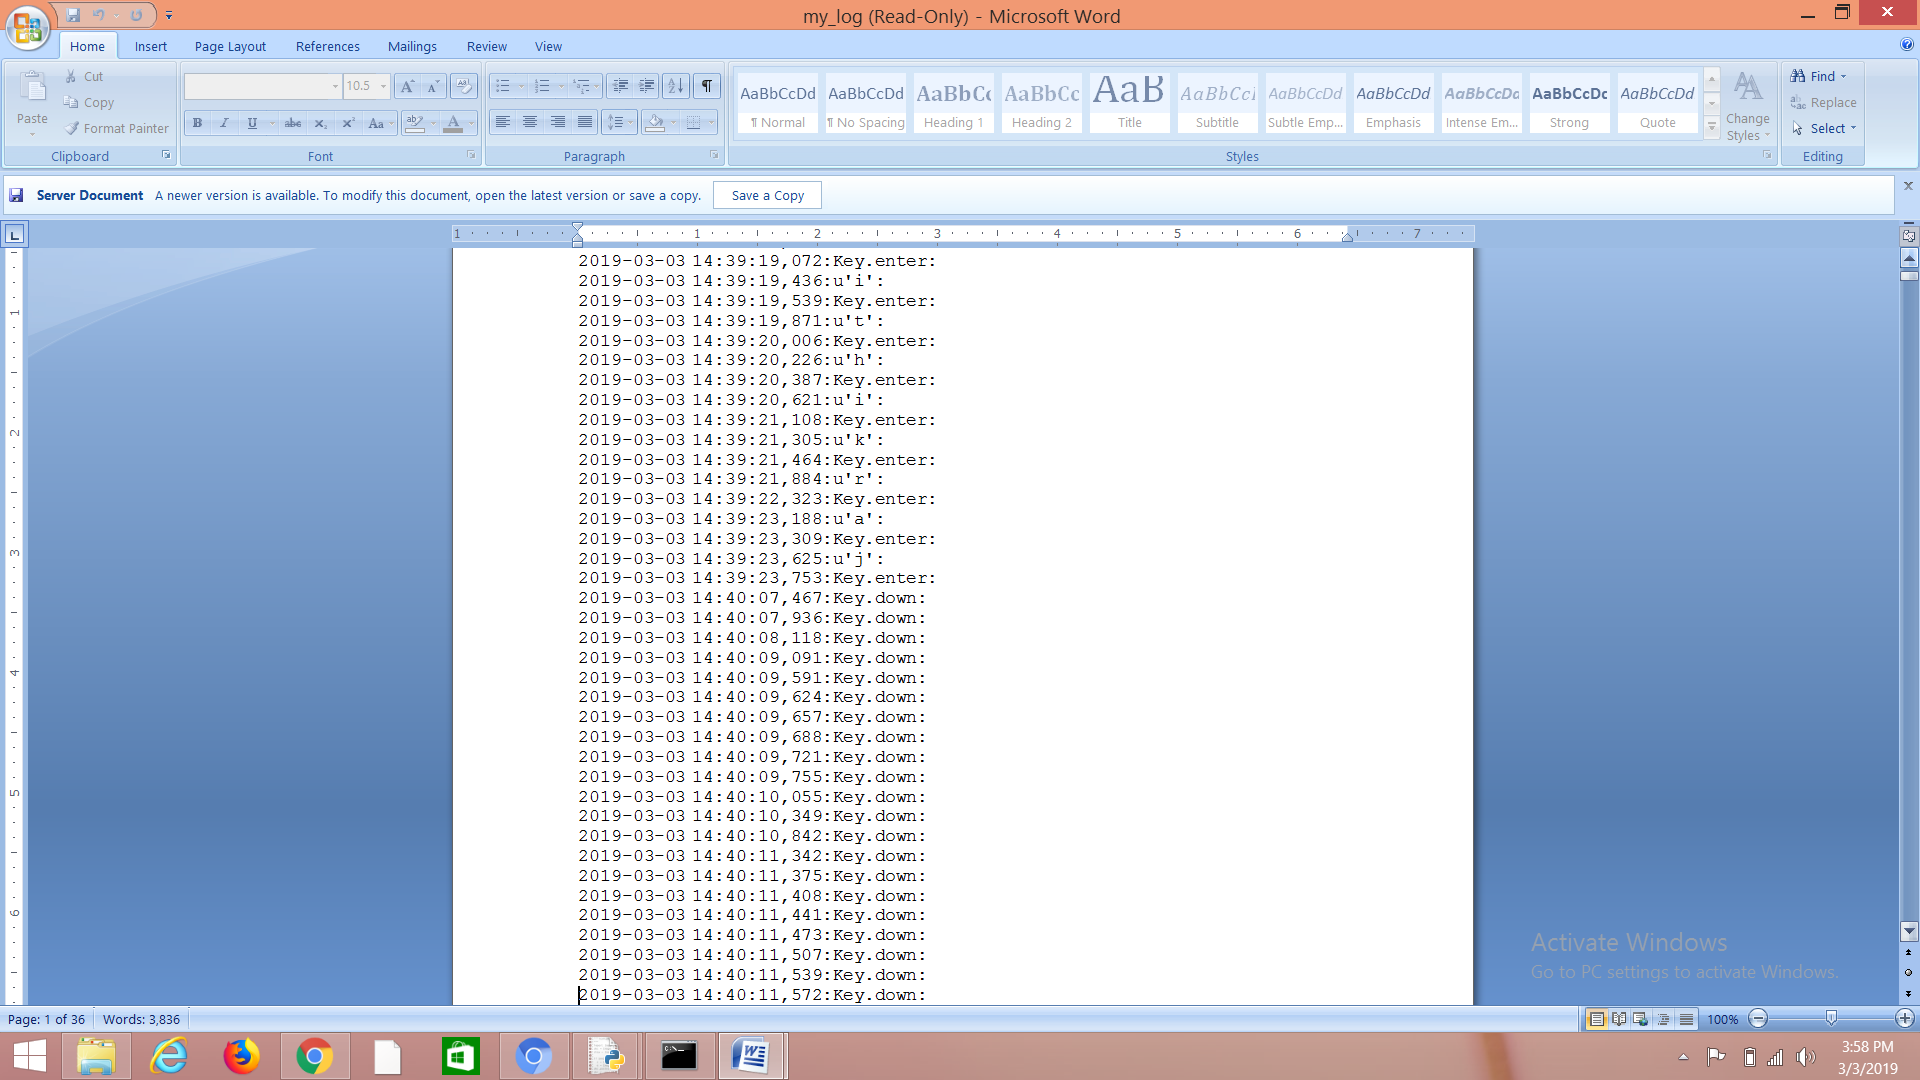 my_log (Read-Only) - Microsoft Word
Home Insert Page Layout References Mailings Review View
Paste
Cut
Copy
Format Painter
Clipboard
10.5
Font
Paragraph
AaBbCcDd AaBbCcDd AaBbCc AaBbCc AaB AaBbCcI AaBbCcDd AaBbCcDd AaBbCcDd AaBbCcDc AaBbCcDd
¶ Normal ¶ No Spacing Heading 1 Heading 2 Title Subtitle Subtle Emp... Emphasis Intense Em... Strong Quote
Change Styles
Styles
Find
Replace
Select
Editing
Server Document A newer version is available. To modify this document, open the latest version or save a copy. Save a Copy
1 1 2 3 4 5 6 7
2019-03-03 14:39:19,072:Key.enter:
2019-03-03 14:39:19,436:u'i':
2019-03-03 14:39:19,539:Key.enter:
2019-03-03 14:39:19,871:u't':
2019-03-03 14:39:20,006:Key.enter:
2019-03-03 14:39:20,226:u'h':
2019-03-03 14:39:20,387:Key.enter:
2019-03-03 14:39:20,621:u'i':
2019-03-03 14:39:21,108:Key.enter:
2019-03-03 14:39:21,305:u'k':
2019-03-03 14:39:21,464:Key.enter:
2019-03-03 14:39:21,884:u'r':
2019-03-03 14:39:22,323:Key.enter:
2019-03-03 14:39:23,188:u'a':
2019-03-03 14:39:23,309:Key.enter:
2019-03-03 14:39:23,625:u'j':
2019-03-03 14:39:23,753:Key.enter:
2019-03-03 14:40:07,467:Key.down:
2019-03-03 14:40:07,936:Key.down:
2019-03-03 14:40:08,118:Key.down:
2019-03-03 14:40:09,091:Key.down:
2019-03-03 14:40:09,591:Key.down:
2019-03-03 14:40:09,624:Key.down:
2019-03-03 14:40:09,657:Key.down:
2019-03-03 14:40:09,688:Key.down:
2019-03-03 14:40:09,721:Key.down:
2019-03-03 14:40:09,755:Key.down:
2019-03-03 14:40:10,055:Key.down:
2019-03-03 14:40:10,349:Key.down:
2019-03-03 14:40:10,842:Key.down:
2019-03-03 14:40:11,342:Key.down:
2019-03-03 14:40:11,375:Key.down:
2019-03-03 14:40:11,408:Key.down:
2019-03-03 14:40:11,441:Key.down:
2019-03-03 14:40:11,473:Key.down:
2019-03-03 14:40:11,507:Key.down:
2019-03-03 14:40:11,539:Key.down:
2019-03-03 14:40:11,572:Key.down:
Activate Windows
Go to PC settings to activate Windows.
Page: 1 of 36 Words: 3,836
100%
3:58 PM
3/3/2019